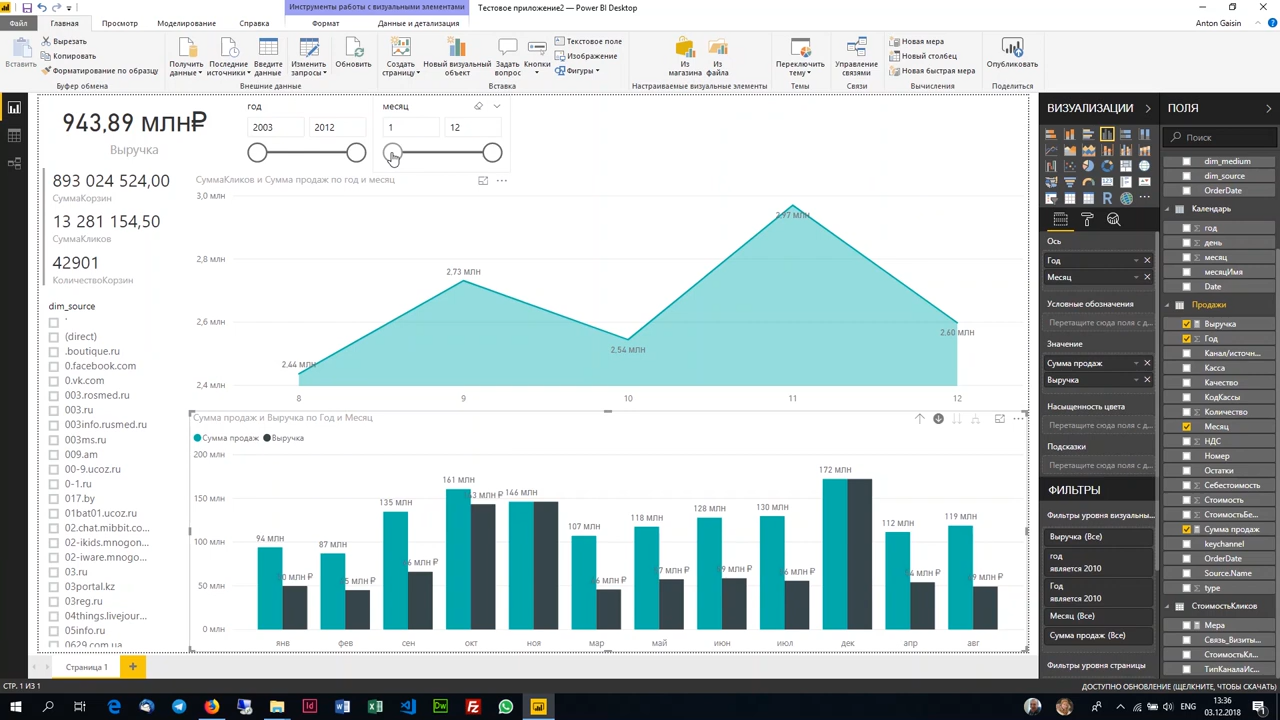 Инструменты работы с визуальными элементами
Тестовое приложение2 — Power BI Desktop
Файл
Главная
Просмотр
Моделирование
Справка
Формат
Данные и детализация
Anton Gaisin
Вставить
Вырезать
Копировать
Форматирование по образцу
Буфер обмена
Получить данные
Последние источники
Введите данные
Изменить запросы
Обновить
Внешние данные
Создать страницу
Новый визуальный объект
Задать вопрос
Кнопки
Текстовое поле
Изображение
Фигуры
Вставка
Из магазина
Из файла
Настраиваемые визуальные элементы
Переключить тему
Темы
Управление связями
Связи
Новая мера
Новый столбец
Новая быстрая мера
Вычисления
Опубликовать
Поделиться
943,89 млн₽
Выручка
893 024 524,00
СуммаКорзин
13 281 154,50
СуммаКликов
42901
КоличествоКорзин
год
2003
2012
месяц
1
12
СуммаКликов и Сумма продаж по год и месяц
3,0 млн
2,8 млн
2,6 млн
2,4 млн
2.44 млн
2.73 млн
2.54 млн
2.97 млн
2.60 млн
8
9
10
11
12
dim_source
(direct)
.boutique.ru
0.facebook.com
0.vk.com
003.rosmed.ru
003.ru
003info.rusmed.ru
003ms.ru
009.am
00-9.ucoz.ru
0-1.ru
017.by
01bat01.ucoz.ru
02.chat.mibbit.co...
02-ikids.mnogon...
02-iware.mnogo...
03.ru
03portal.kz
03reg.ru
04things.livejour...
05info.ru
0629.com.ua
Сумма продаж и Выручка по Год и Месяц
Сумма продаж
Выручка
200 млн
150 млн
100 млн
50 млн
0 млн
94 млн
87 млн
135 млн
161 млн
146 млн
107 млн
118 млн
128 млн
130 млн
172 млн
112 млн
119 млн
янв
фев
сен
окт
ноя
мар
май
июн
июл
дек
апр
авг
ВИЗУАЛИЗАЦИИ
Ось
Год
Месяц
Условные обозначения
Перетащите сюда поля с д...
Значение
Сумма продаж
Выручка
Насыщенность цвета
Перетащите сюда поля с д...
Подсказки
Перетащите сюда поля с д...
ФИЛЬТРЫ
Фильтры уровня визуальны...
Выручка (Все)
год
является 2010
Год
является 2010
Месяц (Все)
Сумма продаж (Все)
Фильтры уровня страницы
ПОЛЯ
Поиск
dim_medium
dim_source
OrderDate
Календарь
год
день
месяц
месяцИмя
Date
Продажи
Выручка
Год
Канал/источн...
Касса
Качество
КодКассы
Количество
Месяц
НДС
Номер
Остатки
Себестоимость
Стоимость
СтоимостьБе...
Сумма продаж
keychannel
OrderDate
Source.Name
type
СтоимостьКликов
Мера
Связь_Визиты...
СтоимостьКл...
ТипКаналаИс...
Страница 1
СТР. 1 ИЗ 1
ДОСТУПНО ОБНОВЛЕНИЕ (ЩЕЛКНИТЕ, ЧТОБЫ СКАЧАТЬ)
13:36
03.12.2018